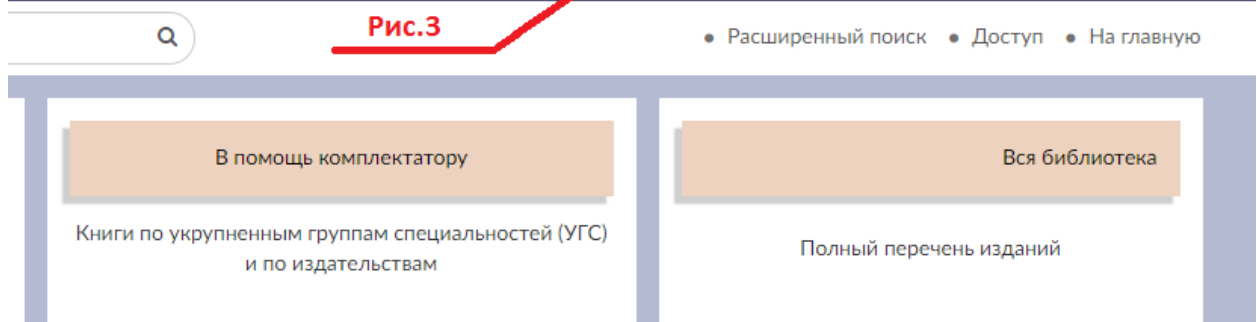 Рис.3
• Расширенный поиск • Доступ • На главную
В помощь комплектатору
Книги по укрупненным группам специальностей (УГС)
и по издательствам
Вся библиотека
Полный перечень изданий